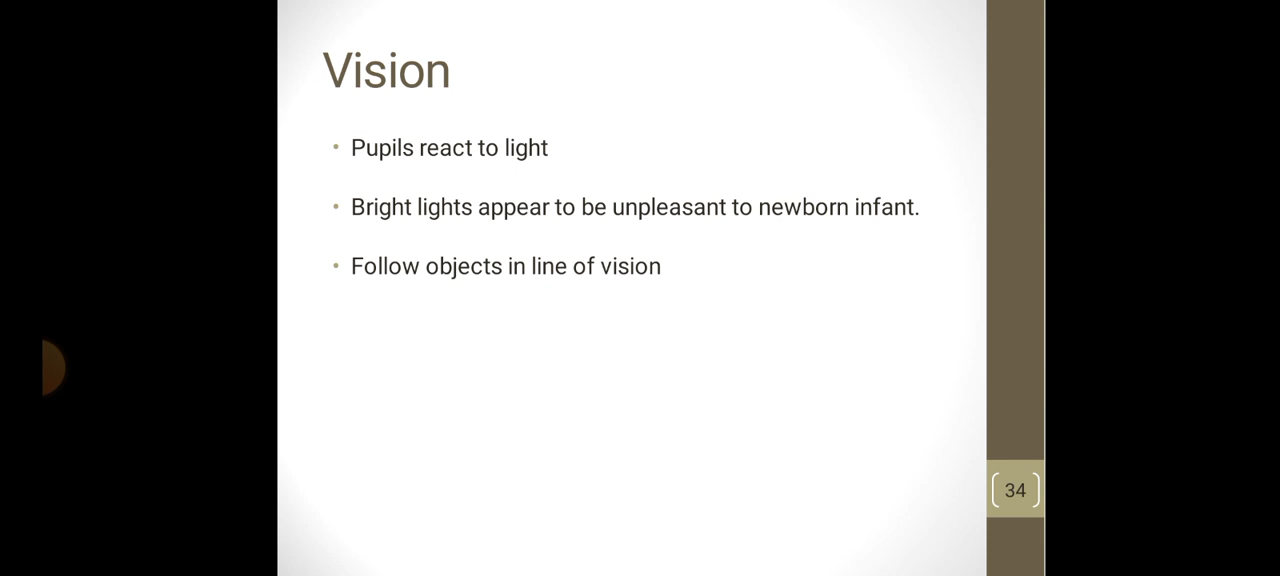 Vision
• Pupils react to light
• Bright lights appear to be unpleasant to newborn infant.
• Follow objects in line of vision
34